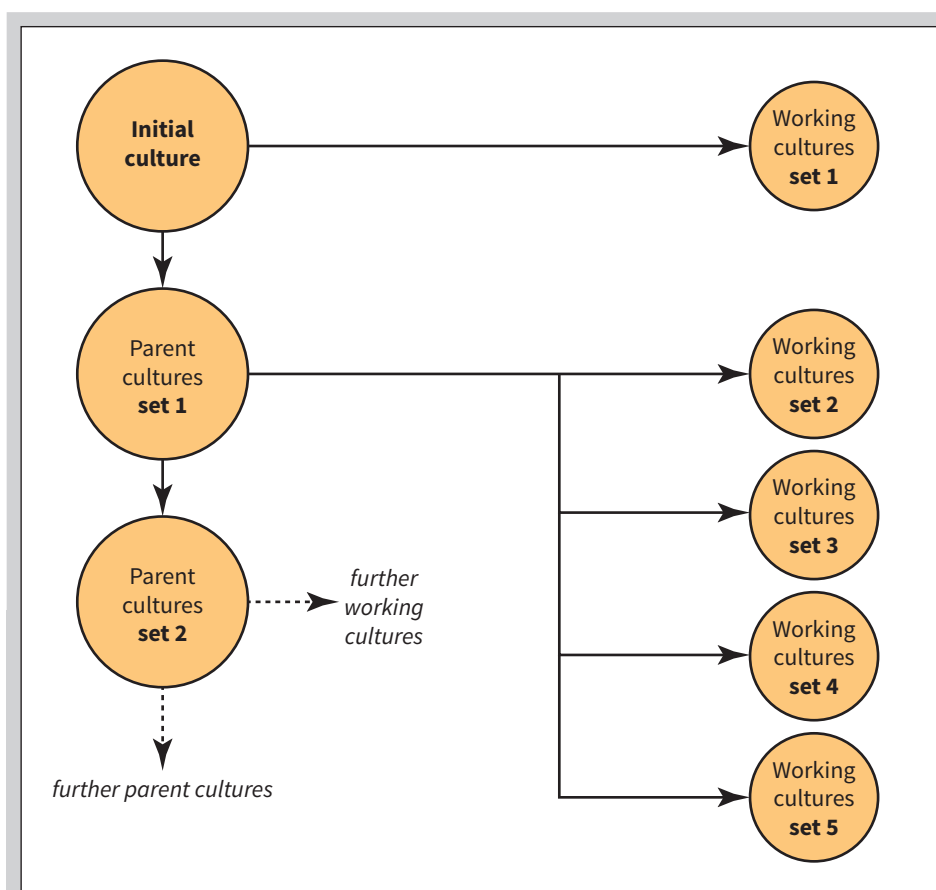 Initial
culture
Working
cultures
set 1
Parent
cultures
set 1
Working
cultures
set 2
Working
cultures
set 3
Parent
cultures
set 2
further
working
cultures
Working
cultures
set 4
further parent cultures
Working
cultures
set 5